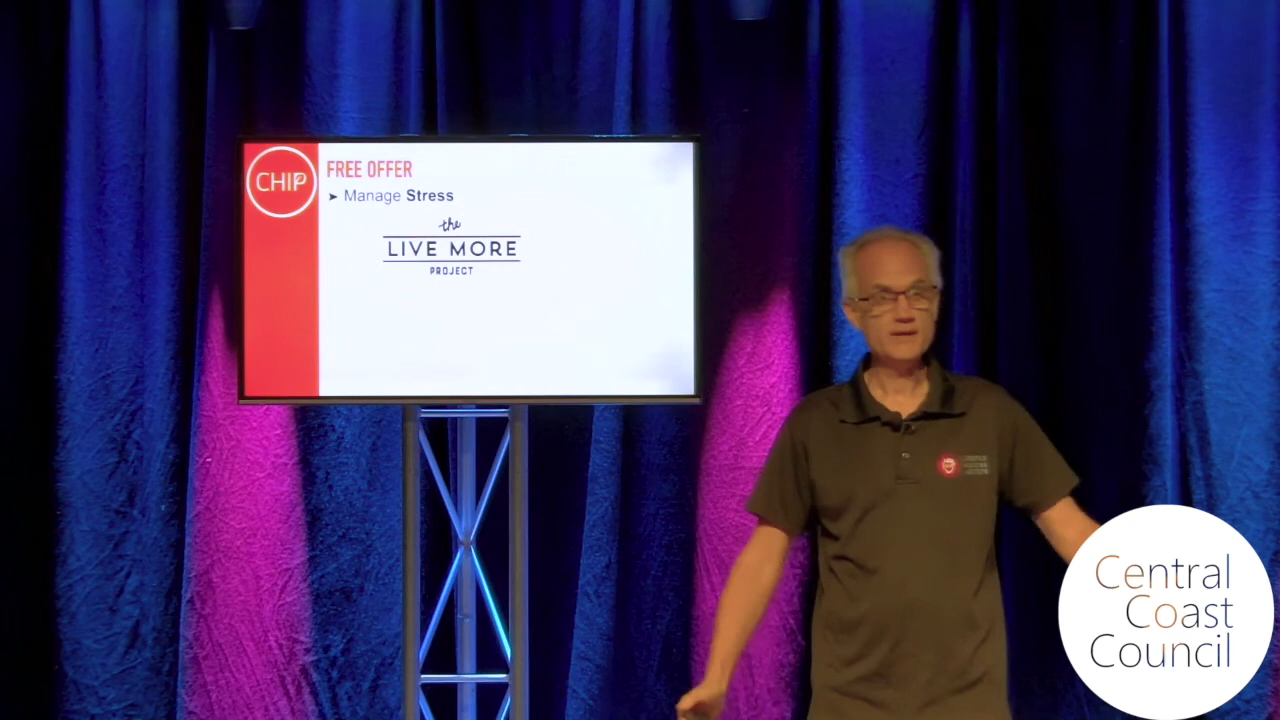 CHIP
FREE OFFER
➤ Manage Stress
the
LIVE MORE
PROJECT
Central
Coast
Council